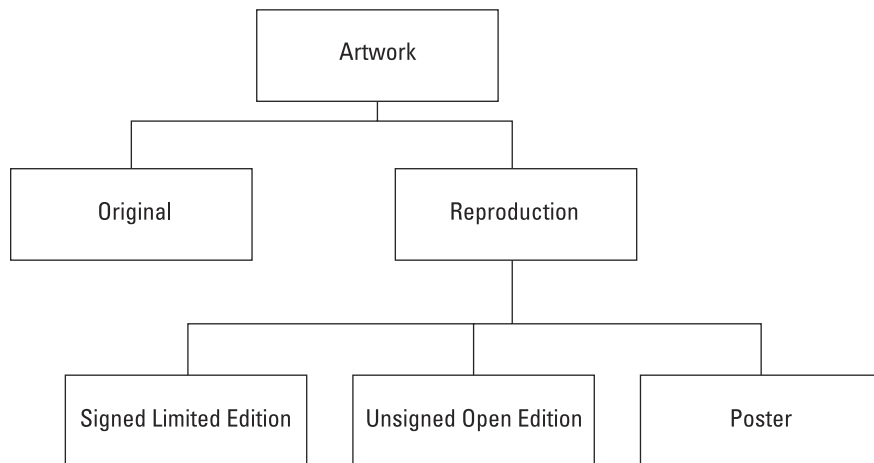 Artwork
Original
Reproduction
Signed Limited Edition
Unsigned Open Edition
Poster